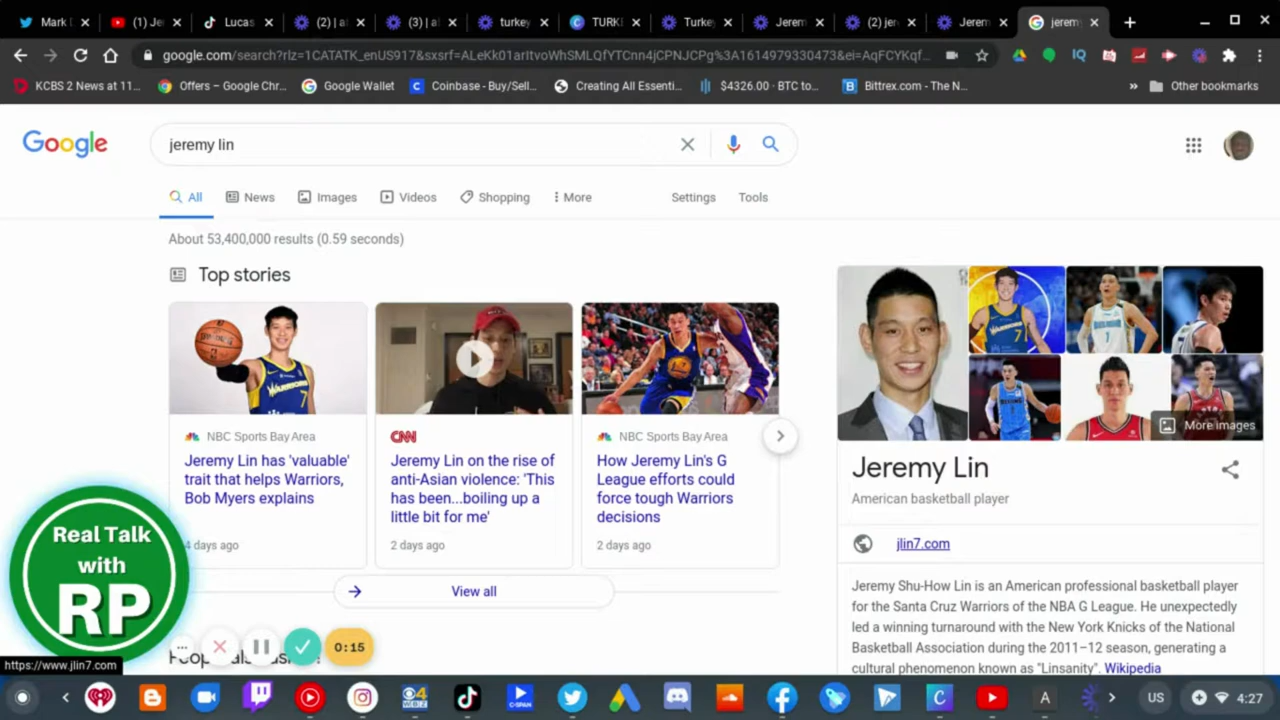 Mark D
(1) Je
Lucas
(2) | al
(3) | al
turkey
TURK
Turkey
Jerem
(2) jer
Jerem
jeremy
google.com/search?rlz=1CATATK_enUS917&sxsrf=ALeKk01arItvoWhSMLQfYTCnn4jCPNJCPg%3A1614979330473&ei=AqFCYKqf...
KCBS 2 News at 11...
Offers – Google Chr...
Google Wallet
Coinbase - Buy/Sell...
Creating All Essenti...
$4326.00 · BTC to...
Bittrex.com - The N...
Other bookmarks
Google
jeremy lin
All
News
Images
Videos
Shopping
More
Settings
Tools
About 53,400,000 results (0.59 seconds)
Top stories
NBC Sports Bay Area
Jeremy Lin has 'valuable'
trait that helps Warriors,
Bob Myers explains
4 days ago
CNN
Jeremy Lin on the rise of
anti-Asian violence: 'This
has been...boiling up a
little bit for me'
2 days ago
NBC Sports Bay Area
How Jeremy Lin's G
League efforts could
force tough Warriors
decisions
2 days ago
View all
More images
Jeremy Lin
American basketball player
jlin7.com
Jeremy Shu-How Lin is an American professional basketball player
for the Santa Cruz Warriors of the NBA G League. He unexpectedly
led a winning turnaround with the New York Knicks of the National
Basketball Association during the 2011–12 season, generating a
cultural phenomenon known as "Linsanity". Wikipedia
Real Talk
with
RP
0:15
https://www.jlin7.com
US
4:27